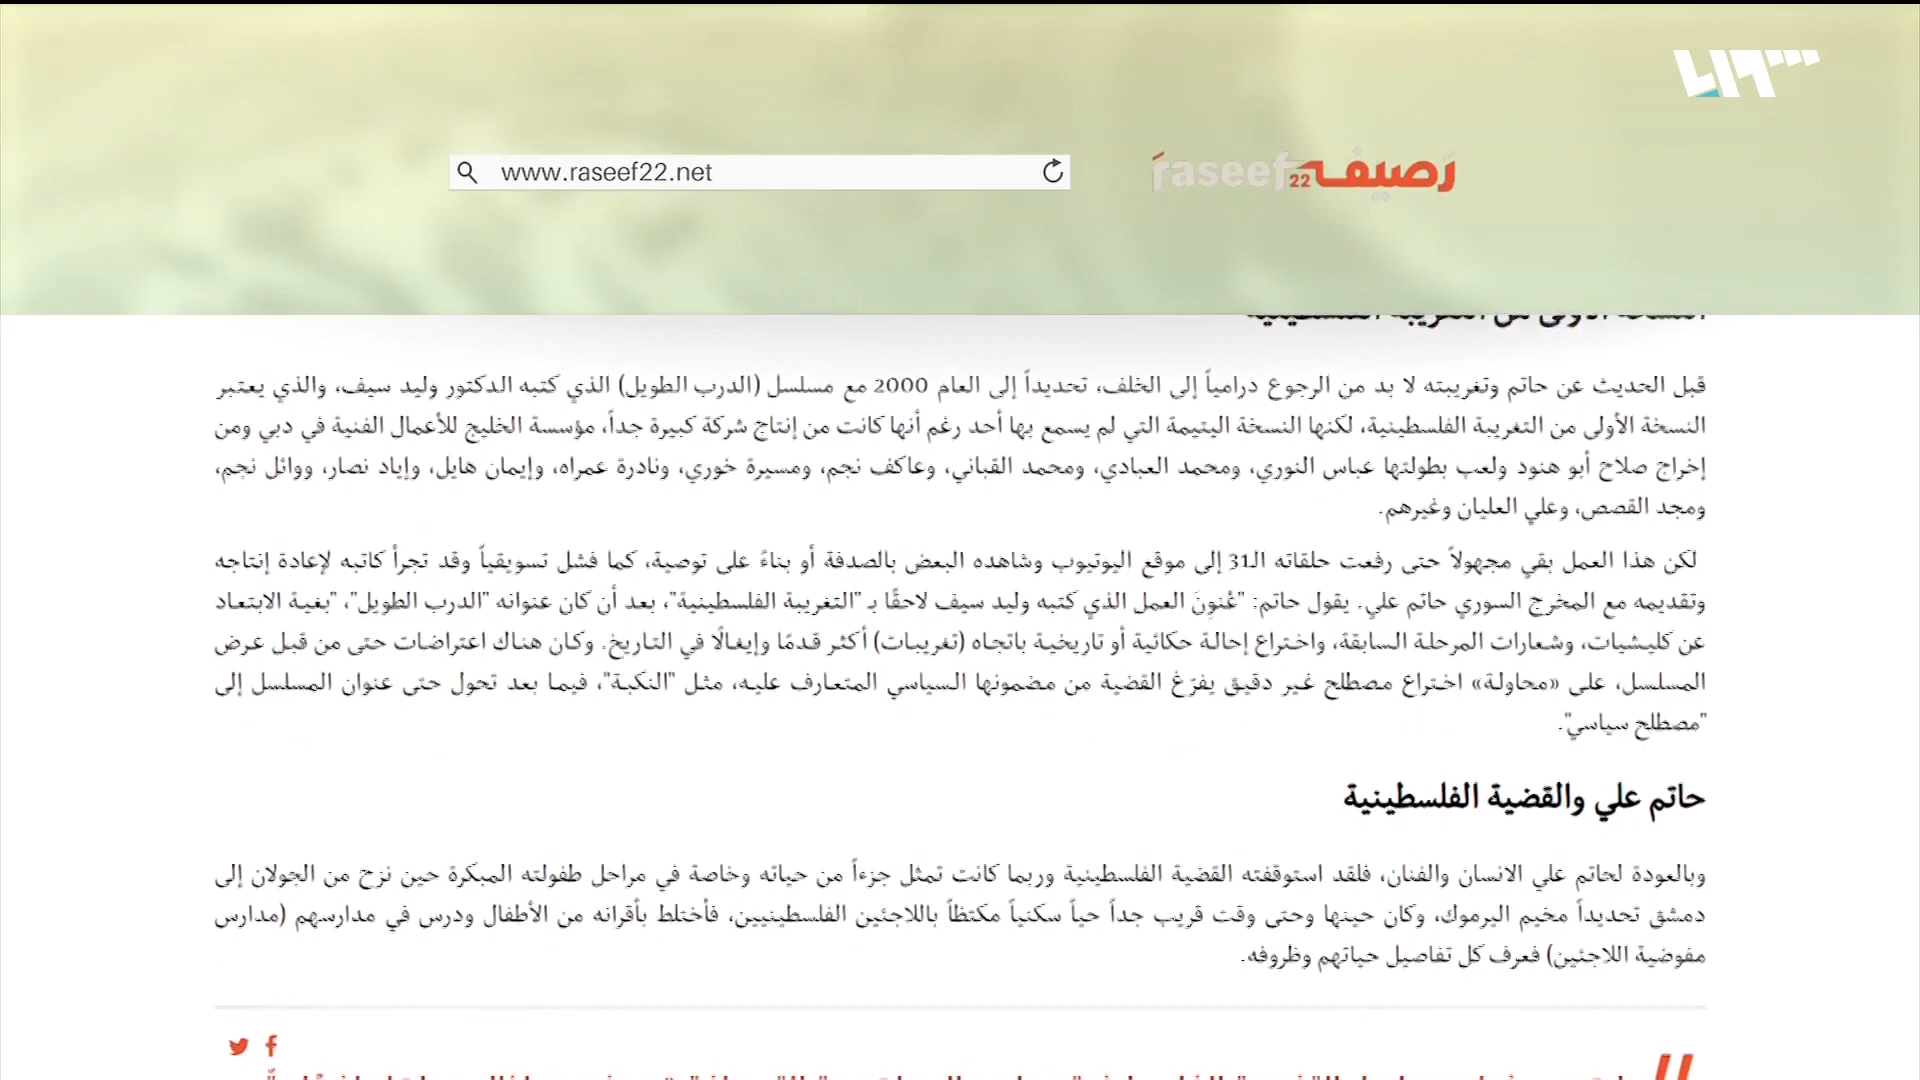 www.raseef22.net
raseef22 رَصيف
النسخة الأولى من التغريبة الفلسطينية
قبل الحديث عن حاتم وتغريبته لا بد من الرجوع درامياً إلى الخلف، تحديداً إلى العام 2000 مع مسلسل (الدرب الطويل) الذي كتبه الدكتور وليد سيف، والذي يعتبر
النسخة الأولى من التغريبة الفلسطينية، لكنها النسخة اليتيمة التي لم يسمع بها أحد رغم أنها كانت من إنتاج شركة كبيرة جداً، مؤسسة الخليج للأعمال الفنية في دبي ومن
إخراج صلاح أبو هنود ولعب بطولتها عباس النوري، ومحمد العبادي، ومحمد القباني، وعاكف نجم، ومسيرة خوري، ونادرة عمراه، وإيمان هايل، وإياد نصار، ووائل نجم،
ومجد القصص، وعلي العليان وغيرهم.
لكن هذا العمل بقي مجهولاً حتى رفعت حلقاته الـ31 إلى موقع اليوتيوب وشاهده البعض بالصدفة أو بناءً على توصية، كما فشل تسويقياً وقد تجرأ كاتبه لإعادة إنتاجه
وتقديمه مع المخرج السوري حاتم علي. يقول حاتم: "عُنوِنَ العمل الذي كتبه وليد سيف لاحقًا بـ "التغريبة الفلسطينية"، بعد أن كان عنوانه "الدرب الطويل"، "بغية الابتعاد
عن كليشيات، وشعارات المرحلة السابقة، واختراع إحالة حكائية أو تاريخية باتجاه (تغريبات) أكثر قدمًا وإيغالًا في التاريخ. وكان هناك اعتراضات حتى من قبل عرض
المسلسل، على «محاولة» اختراع مصطلح غير دقيق يفرّغ القضية من مضمونها السياسي المتعارف عليه، مثل "النكبة"، فيما بعد تحول حتى عنوان المسلسل إلى
"مصطلح سياسي".
حاتم علي والقضية الفلسطينية
وبالعودة لحاتم علي الانسان والفنان، فلقد استوقفته القضية الفلسطينية وربما كانت تمثل جزءاً من حياته وخاصة في مراحل طفولته المبكرة حين نزح من الجولان إلى
دمشق تحديداً مخيم اليرموك، وكان حينها وحتى وقت قريب جداً حياً سكنياً مكتظاً باللاجئين الفلسطينيين، فأختلط بأقرانه من الأطفال ودرس في مدارسهم (مدارس
مفوضية اللاجئين) فعرف كل تفاصيل حياتهم وظروفه.